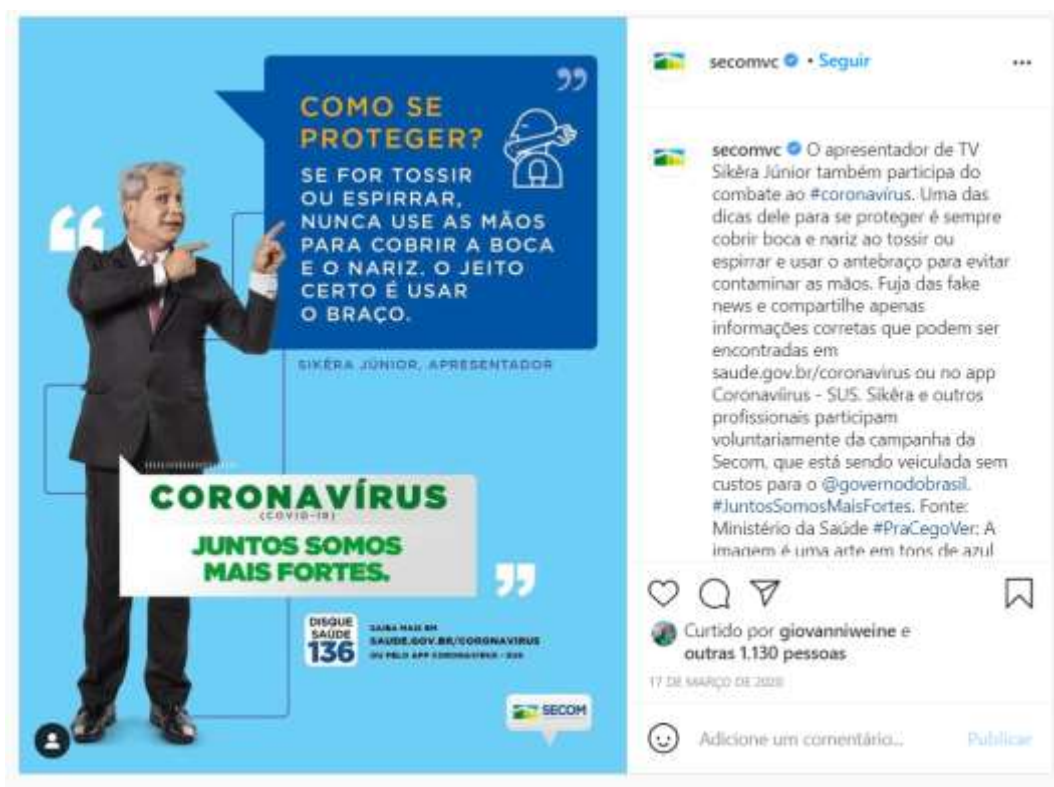 COMO SE
PROTEGER?
SE FOR TOSSIR
OU ESPIRRAR,
NUNCA USE AS MÃOS
PARA COBRIR A BOCA
E O NARIZ. O JEITO
CERTO É USAR
O BRAÇO.
SIKÊRA JÚNIOR, APRESENTADOR
CORONAVÍRUS
(COVID-19)
JUNTOS SOMOS
MAIS FORTES.
DISQUE
SAÚDE
136
SAIBA MAIS EM
SAUDE.GOV.BR/CORONAVIRUS
OU PELO APP CORONAVÍRUS - SUS
SECOM
secomvc • Seguir
secomvc O apresentador de TV
Sikêra Júnior também participa do
combate ao #coronavírus. Uma das
dicas dele para se proteger é sempre
cobrir boca e nariz ao tossir ou
espirrar e usar o antebraço para evitar
contaminar as mãos. Fuja das fake
news e compartilhe apenas
informações corretas que podem ser
encontradas em
saude.gov.br/coronavirus ou no app
Coronavíirus - SUS. Sikêra e outros
profissionais participam
voluntariamente da campanha da
Secom, que está sendo veiculada sem
custos para o @governodobrasil.
#JuntosSomosMaisFortes. Fonte:
Ministério da Saúde #PraCegoVer: A
imagem é uma arte em tons de azul
Curtido por giovanniweine e
outras 1.130 pessoas
17 DE MARÇO DE 2020
Adicione um comentário... Publicar